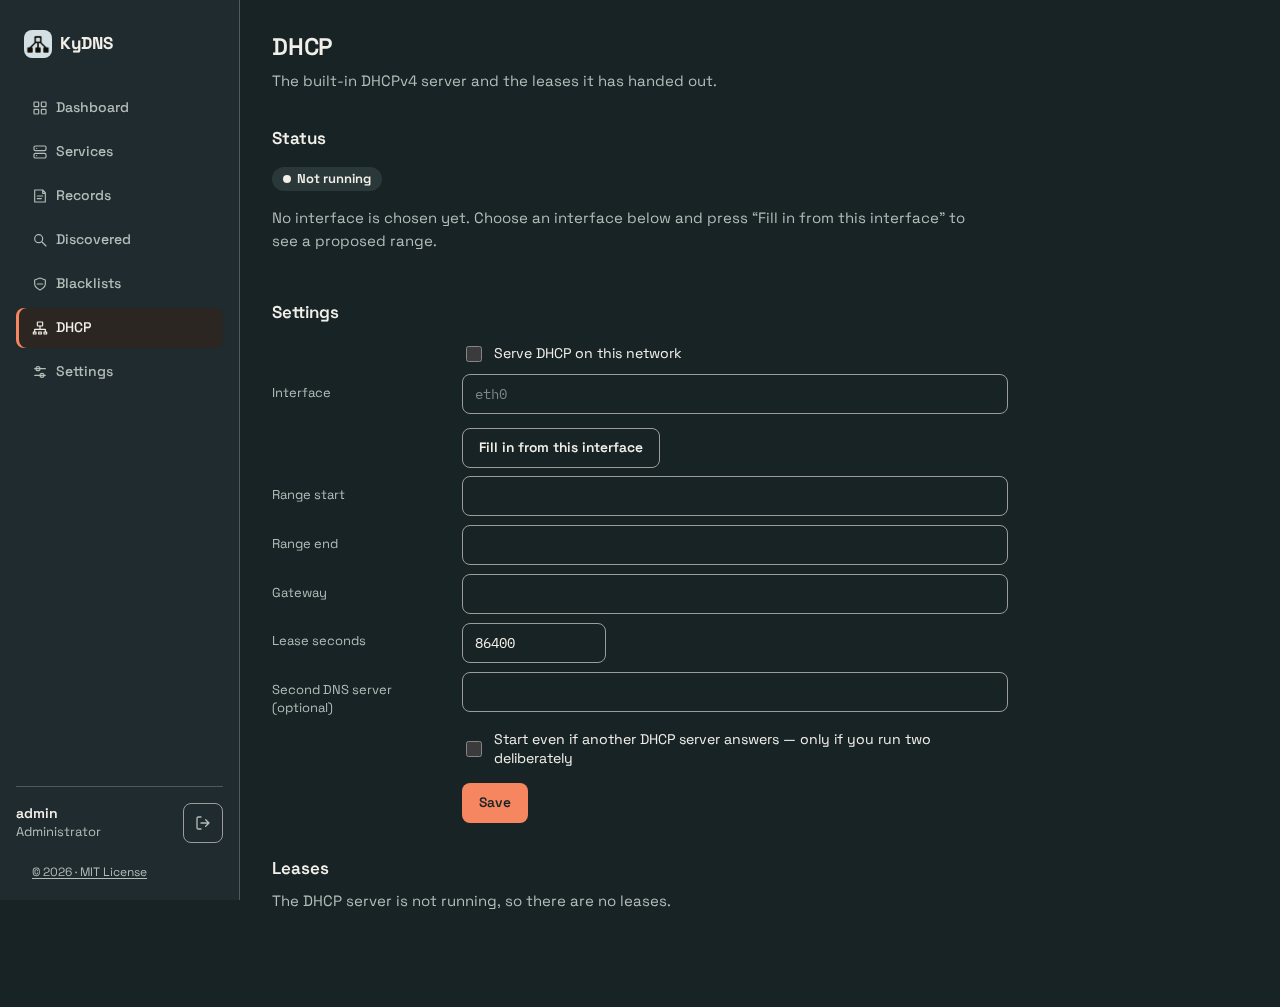 KyDNS
Dashboard
Services
Records
Discovered
Blacklists
DHCP
Settings
admin
Administrator
© 2026 · MIT License
DHCP
The built-in DHCPv4 server and the leases it has handed out.
Status
Not running
No interface is chosen yet. Choose an interface below and press “Fill in from this interface” to
see a proposed range.
Settings
Serve DHCP on this network
Interface
eth0
Fill in from this interface
Range start
Range end
Gateway
Lease seconds
86400
Second DNS server
(optional)
Start even if another DHCP server answers — only if you run two
deliberately
Save
Leases
The DHCP server is not running, so there are no leases.